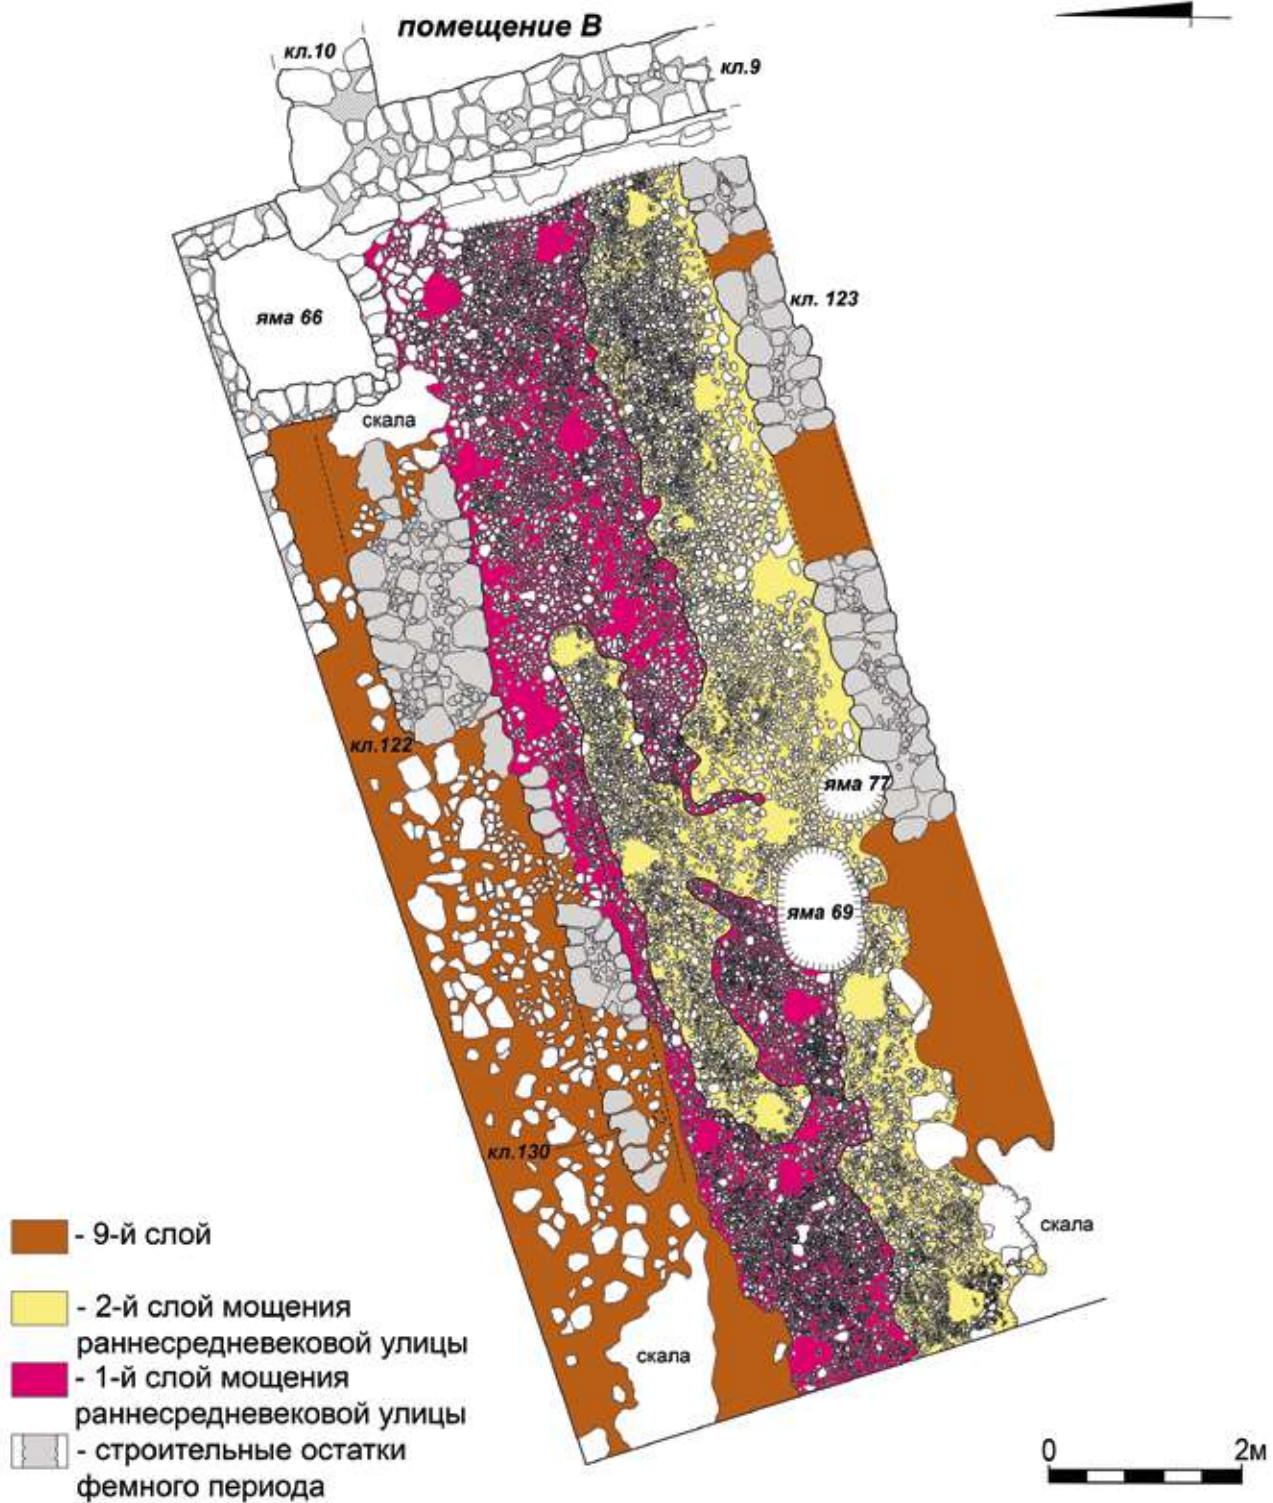 помещение В
кл.10
кл.9
яма 66
кл. 123
скала
кл.122
яма 77
яма 69
кл.130
скала
скала
- 9-й слой
- 2-й слой мощения
раннесредневековой улицы
- 1-й слой мощения
раннесредневековой улицы
- строительные остатки
фемного периода
0 2м